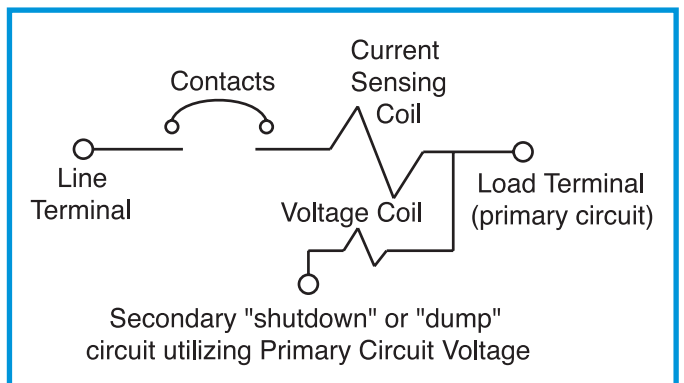 Current
Sensing
Coil
Contacts
Line
Terminal
Load Terminal
(primary circuit)
Voltage Coil
Secondary "shutdown" or "dump"
circuit utilizing Primary Circuit Voltage